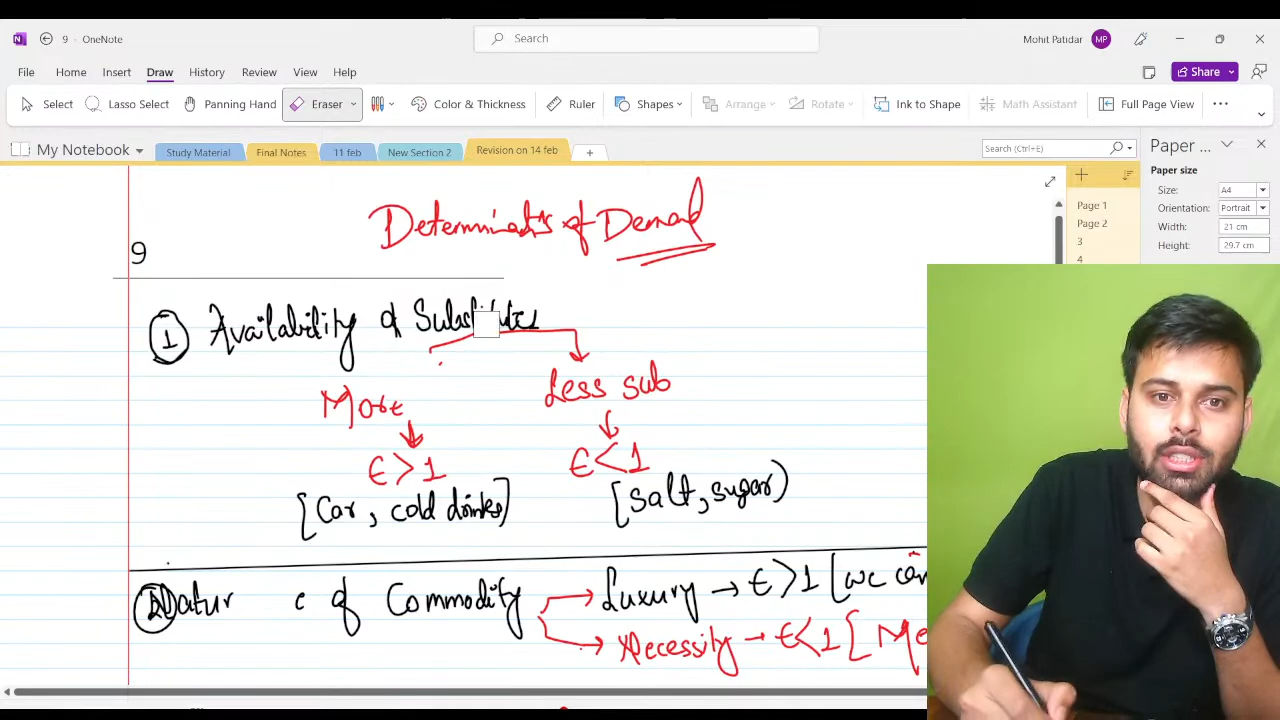 9 - OneNote
Search
Mohit Patidar MP
File Home Insert Draw History Review View Help
Share
Select Lasso Select Panning Hand Eraser Color & Thickness Ruler Shapes Arrange Rotate Ink to Shape Math Assistant Full Page View
My Notebook Study Material Final Notes 11 feb New Section 2 Revision on 14 feb
Search (Ctrl+E)
Paper ...
Paper size
Size: A4
Orientation: Portrait
Width: 21 cm
Height: 29.7 cm
Page 1
Page 2
3
4
Determinants of Demand
9
1 Availability of Substitutes
More Less sub
E>1 E<1
[Car, cold drinks] [Salt, sugar)
Natur e of Commodity Luxury → E>1 [we can
Necessity → E<1 [